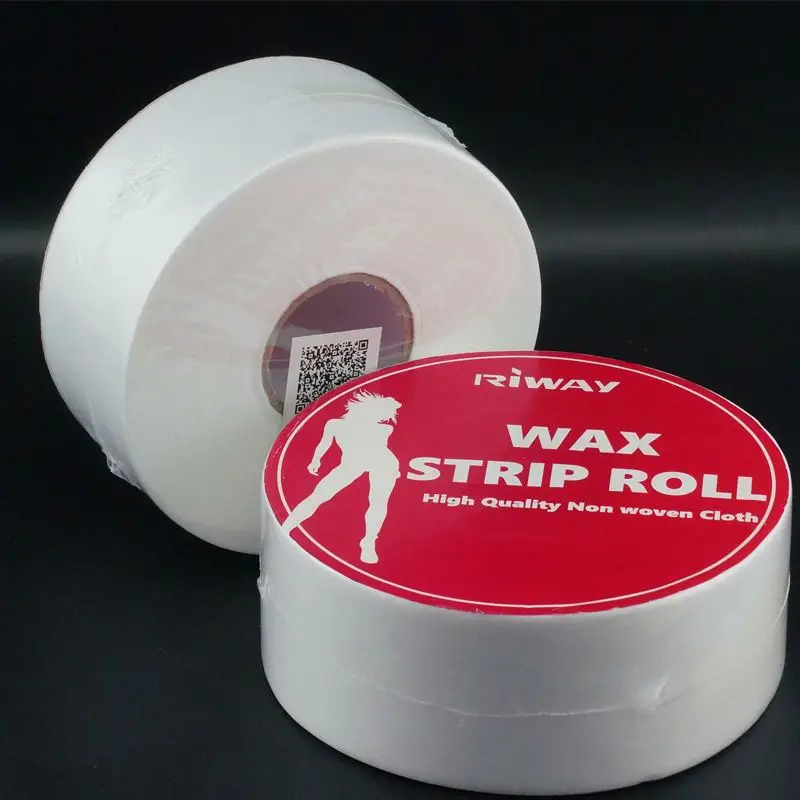 RIWAY
WAX
STRIP ROLL
High Quality Non woven Cloth